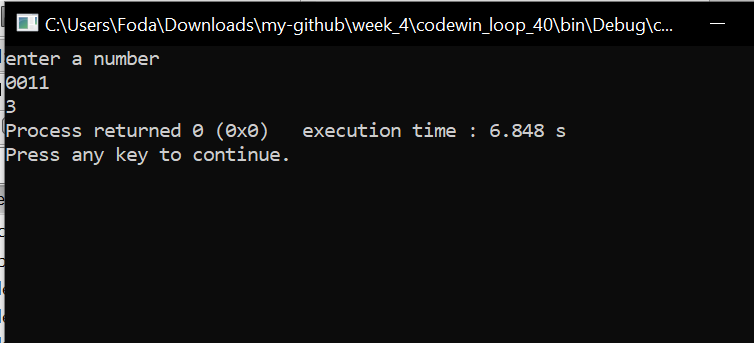 C:\Users\Foda\Downloads\my-github\week_4\codewin_loop_40\bin\Debug\c...
enter a number
0011
3
Process returned 0 (0x0)   execution time : 6.848 s
Press any key to continue.